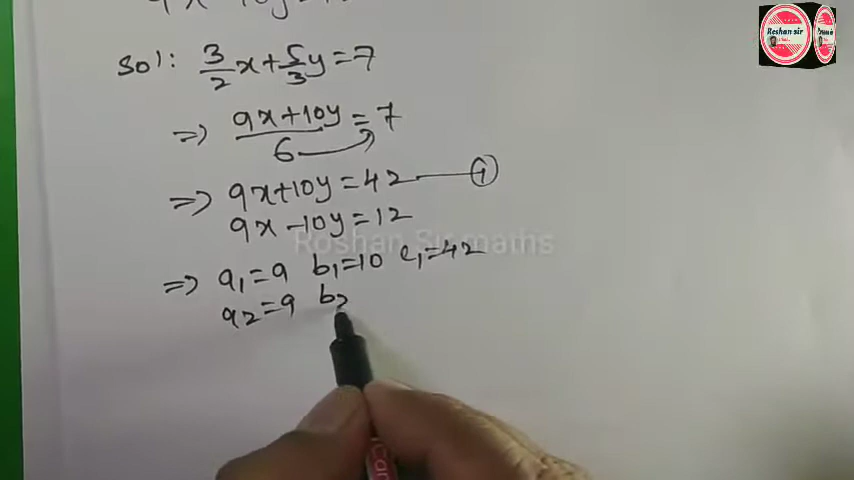 Roshan sir
Sol: 3/2 x + 5/3 y = 7
=> 9x+10y/6 = 7
=> 9x+10y = 42 —— ①
9x-10y = 12
Roshan Sir maths
=> a₁=9 b₁=10 c₁=42
a₂=9 b₂
Car